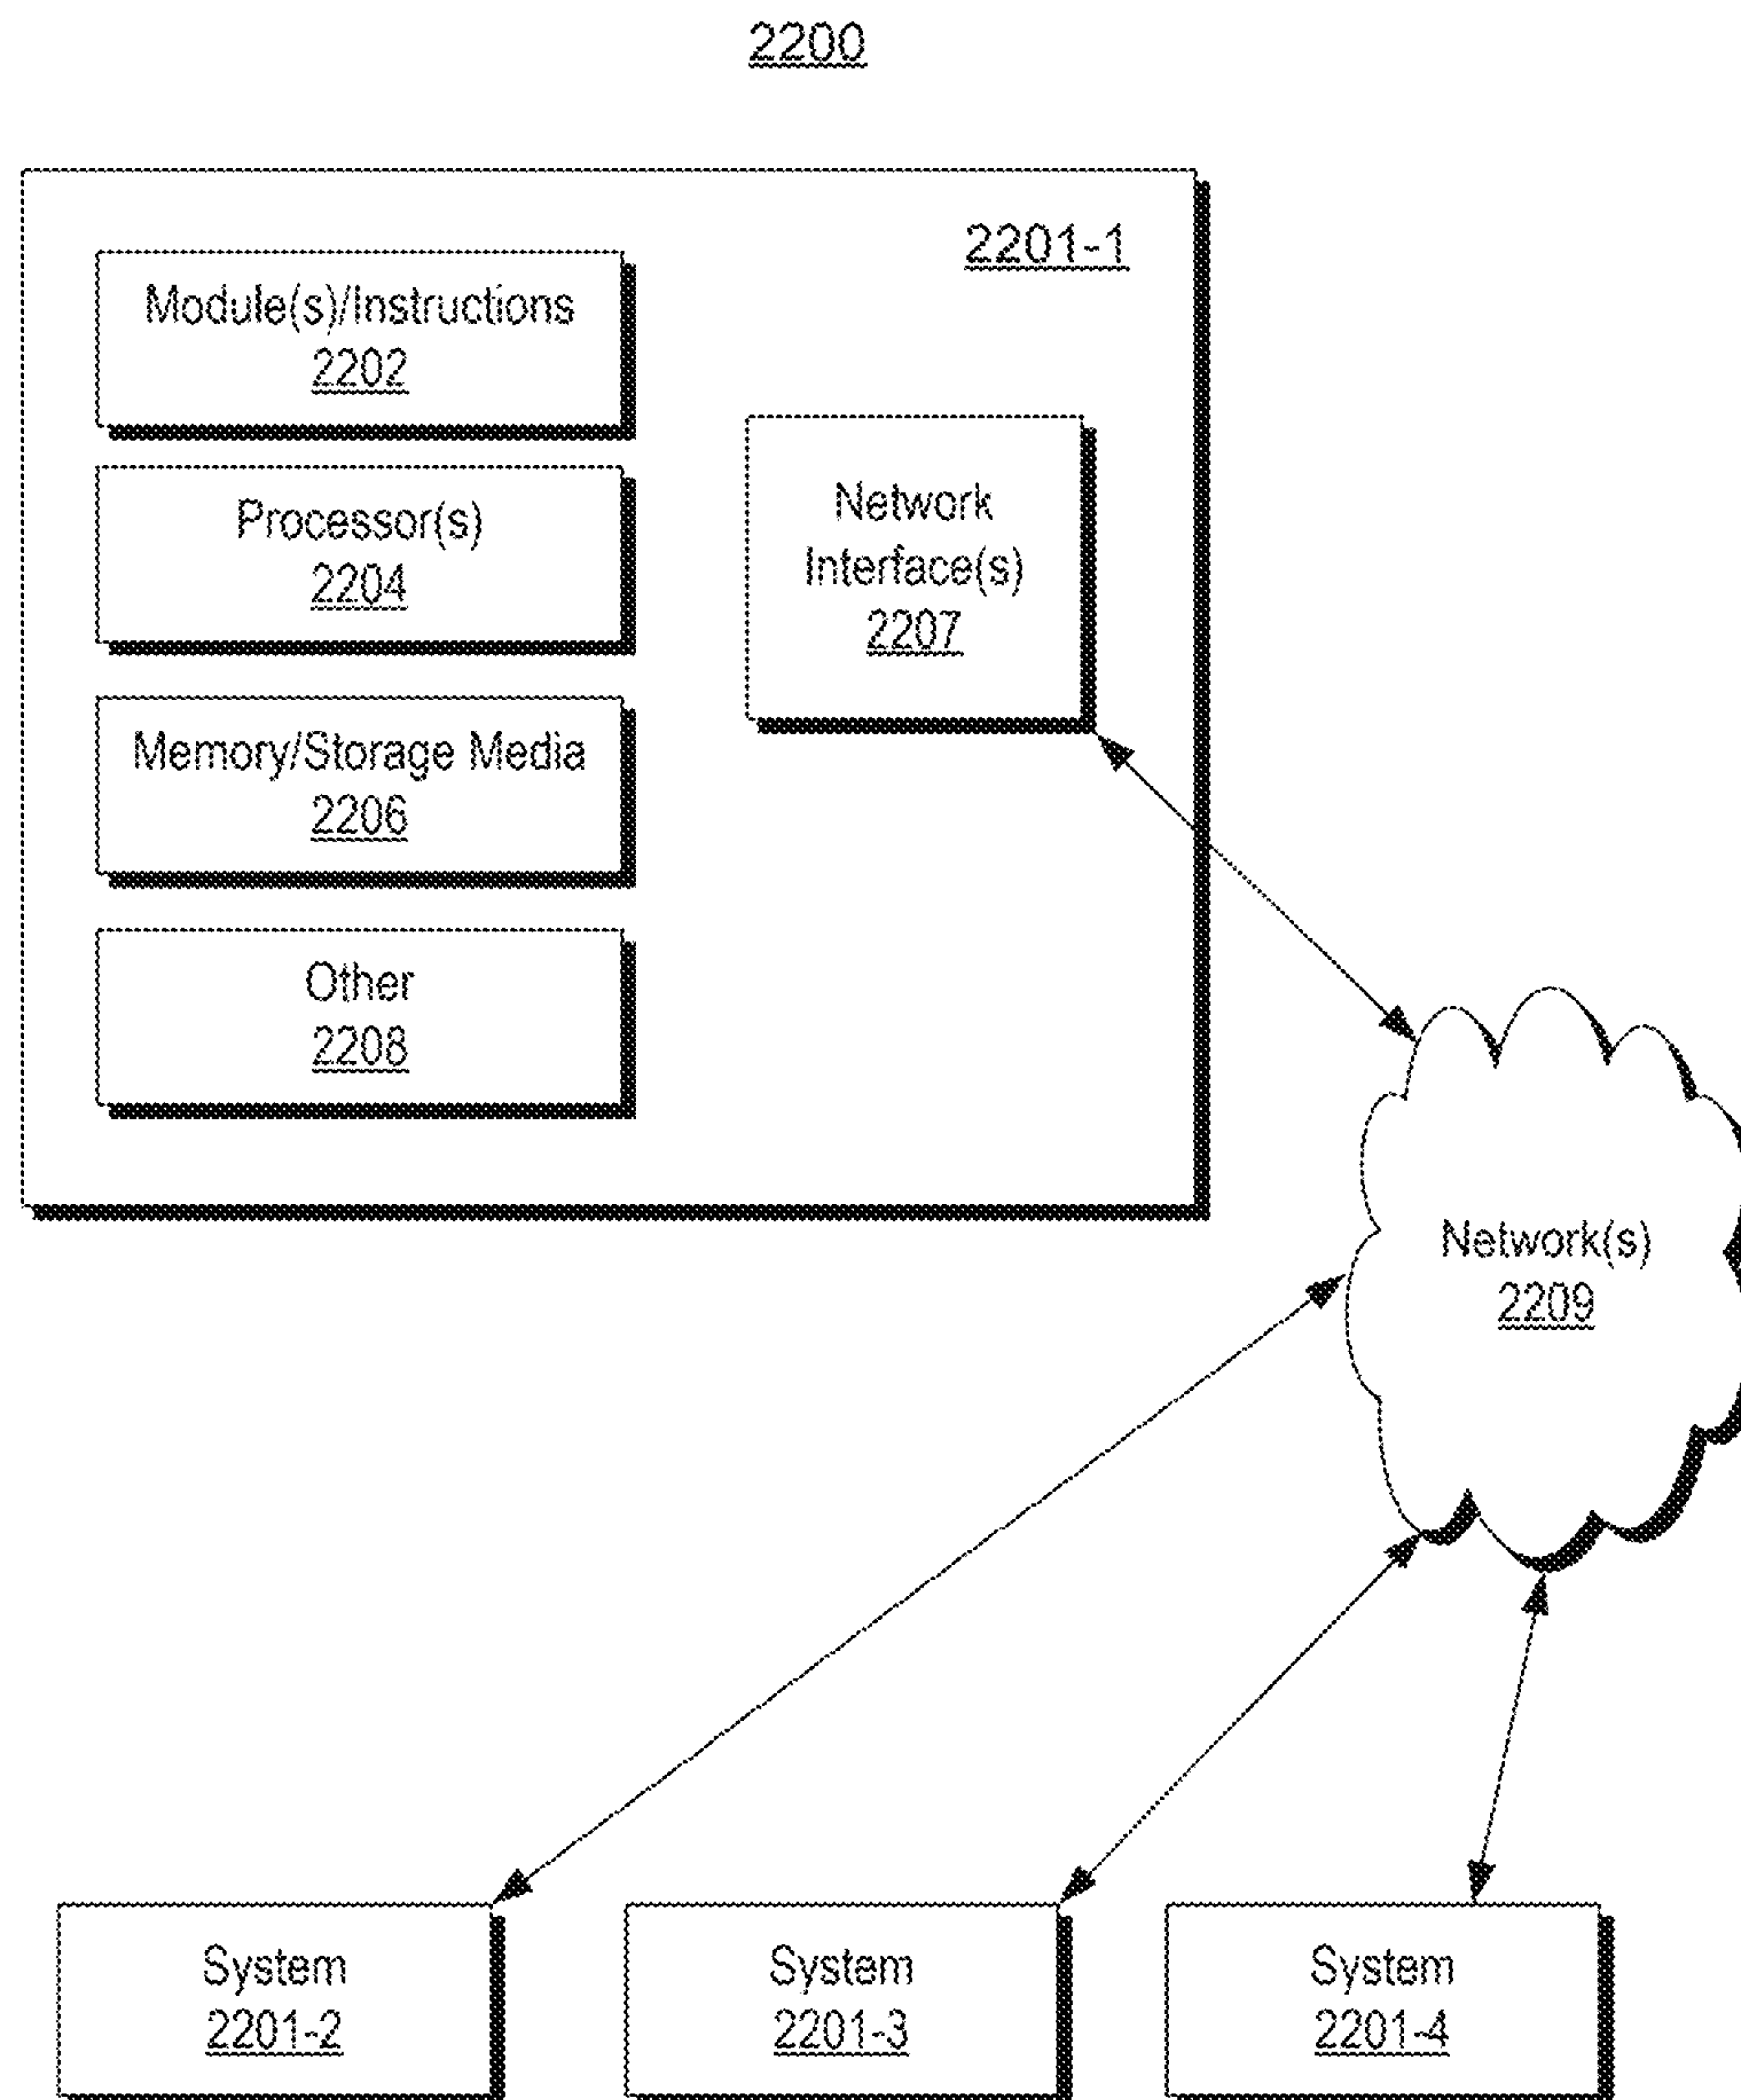 2200
2201-1
Module(s)/Instructions
2202
Processor(s)
2204
Memory/Storage Media
2206
Other
2208
Network
Interface(s)
2207
Network(s)
2209
System
2201-2
System
2201-3
System
2201-4